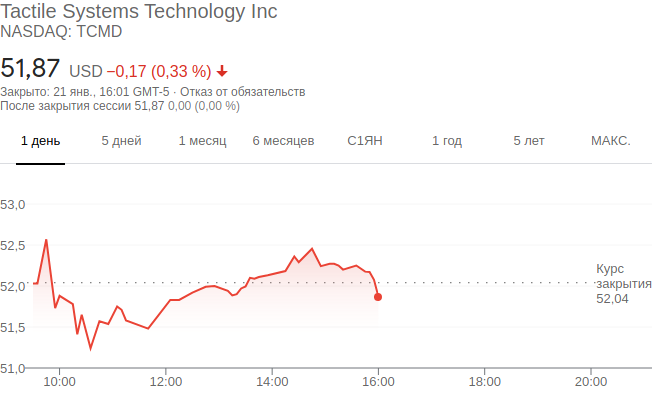 Tactile Systems Technology Inc
NASDAQ: TCMD
51,87 USD −0,17 (0,33 %)
Закрыто: 21 янв., 16:01 GMT-5 · Отказ от обязательств
После закрытия сессии 51,87 0,00 (0,00 %)
1 день 5 дней 1 месяц 6 месяцев С1ЯН 1 год 5 лет МАКС.
53,0
52,5
52,0
51,5
51,0
Курс
закрытия
52,04
10:00 12:00 14:00 16:00 18:00 20:00